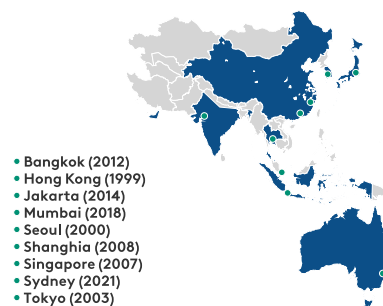 Bangkok (2012)
Hong Kong (1999)
Jakarta (2014)
Mumbai (2018)
Seoul (2000)
Shanghia (2008)
Singapore (2007)
Sydney (2021)
Tokyo (2003)